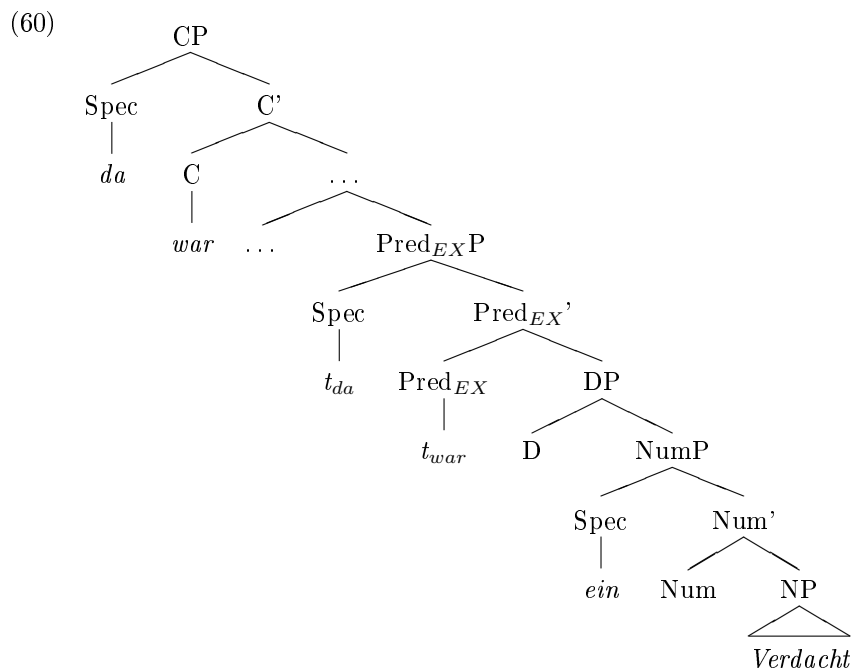 (60)
CP
Spec C'
da C ...
war ... Pred_EX P
Spec Pred_EX '
t_da Pred_EX DP
t_war D NumP
Spec Num'
ein Num NP
Verdacht